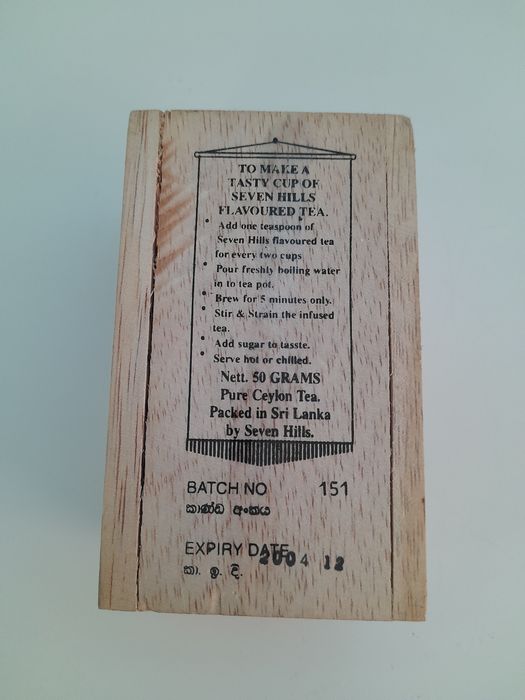 TO MAKE A
TASTY CUP OF
SEVEN HILLS
FLAVOURED TEA.
• Add one teaspoon of
Seven Hills flavoured tea
for every two cups
• Pour freshly boiling water
in to tea pot.
• Brew for 5 minutes only.
• Stir & Strain the infused
tea.
• Add sugar to tasste.
• Serve hot or chilled.
Nett. 50 GRAMS
Pure Ceylon Tea.
Packed in Sri Lanka
by Seven Hills.
BATCH NO 151
කාණ්ඩ අංකය
EXPIRY DATE 2004 12
කා. ඉ. දි.